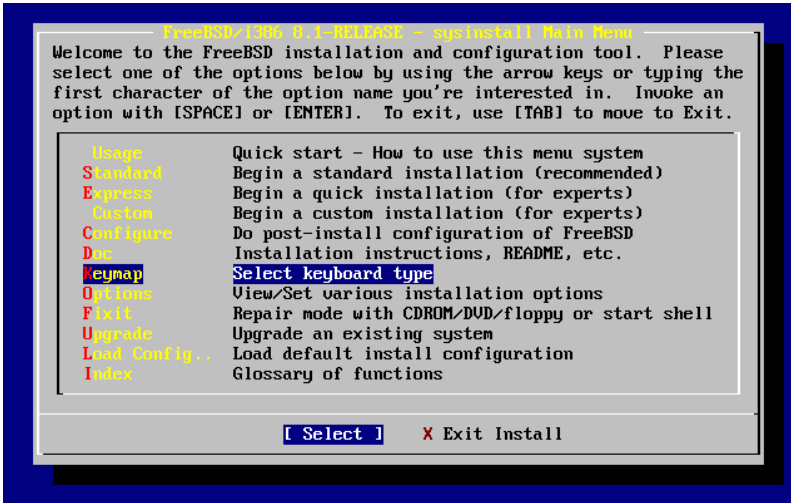 FreeBSD/i386 8.1-RELEASE - sysinstall Main Menu
Welcome to the FreeBSD installation and configuration tool.  Please
select one of the options below by using the arrow keys or typing the
first character of the option name you're interested in.  Invoke an
option with [SPACE] or [ENTER].  To exit, use [TAB] to move to Exit.
Usage Quick start - How to use this menu system
Standard Begin a standard installation (recommended)
Express Begin a quick installation (for experts)
Custom Begin a custom installation (for experts)
Configure Do post-install configuration of FreeBSD
Doc Installation instructions, README, etc.
Keymap Select keyboard type
Options View/Set various installation options
Fixit Repair mode with CDROM/DVD/floppy or start shell
Upgrade Upgrade an existing system
Load Config.. Load default install configuration
Index Glossary of functions
[ Select ] X Exit Install